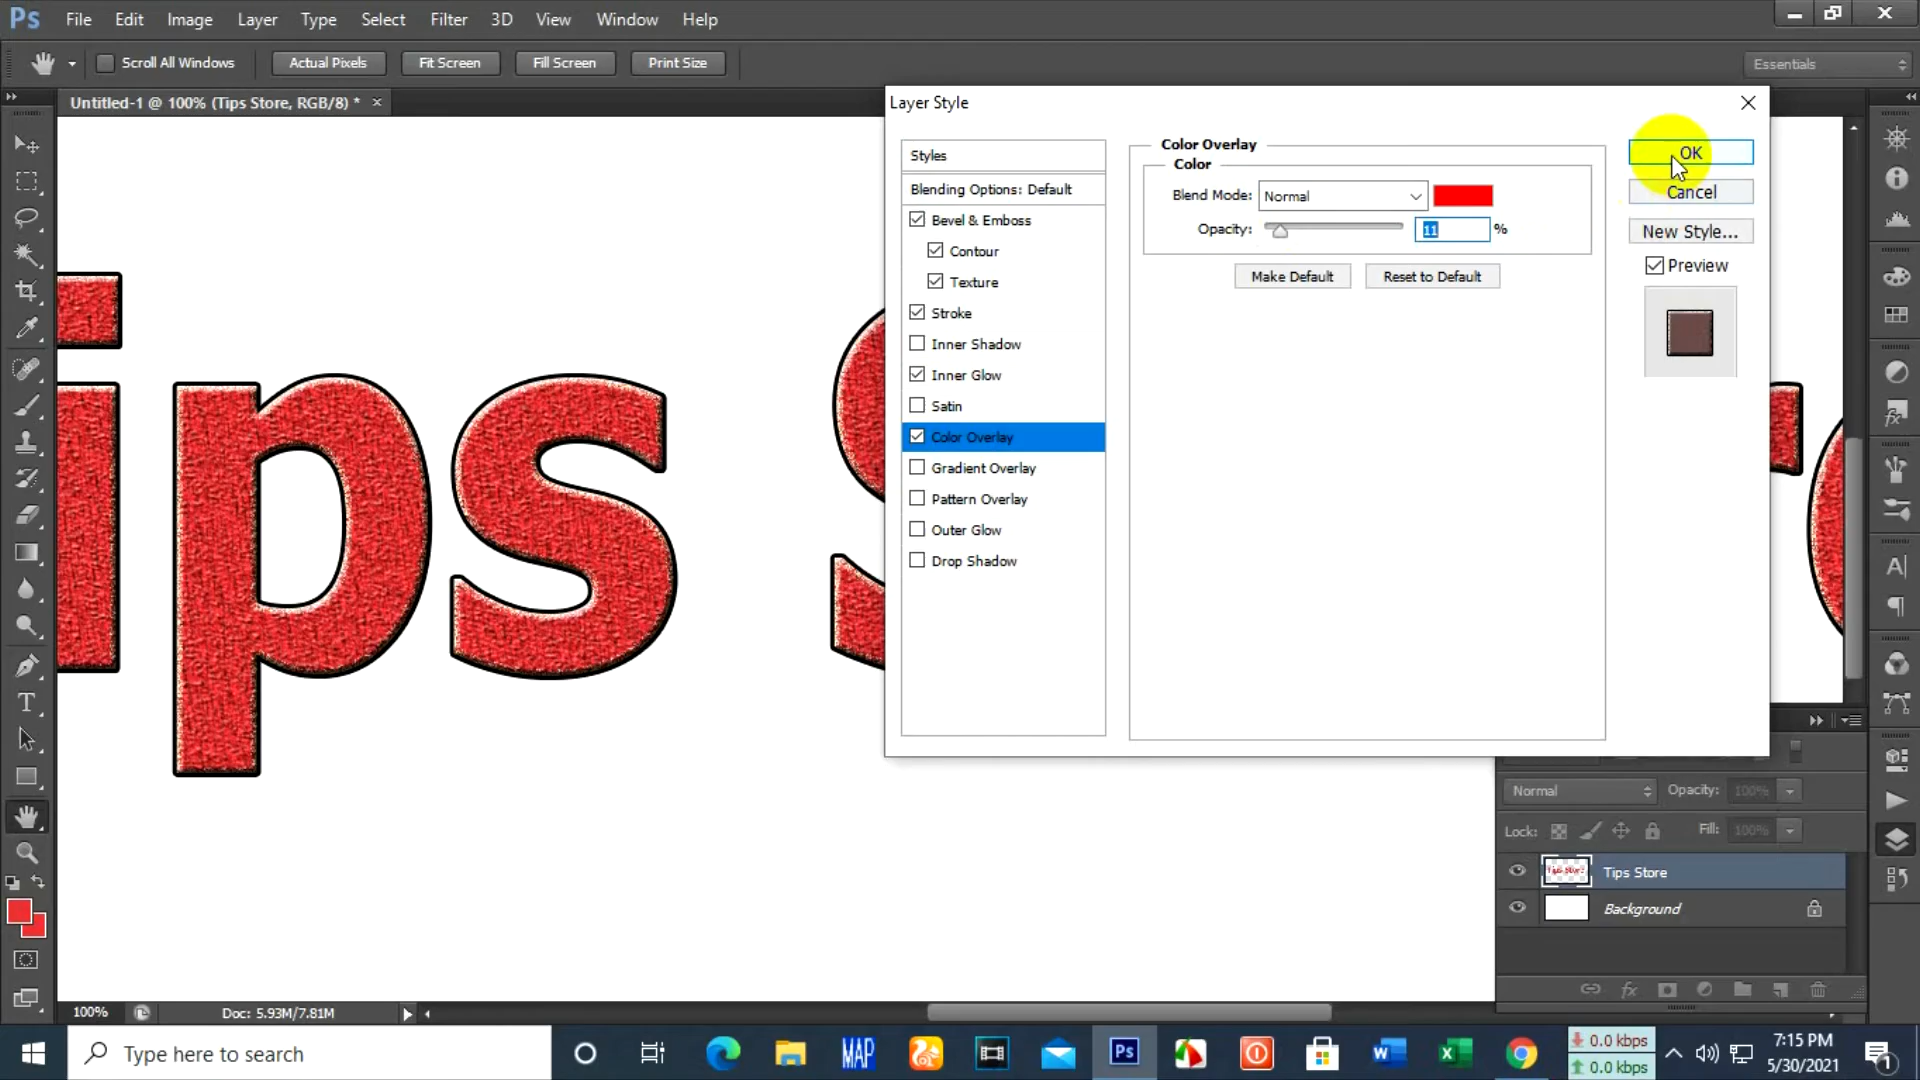 Ps File Edit Image Layer Type Select Filter 3D View Window Help
Scroll All Windows Actual Pixels Fit Screen Fill Screen Print Size Essentials
Untitled-1 @ 100% (Tips Store, RGB/8) * ×
Layer Style
Styles
Blending Options: Default
Bevel & Emboss
Contour
Texture
Stroke
Inner Shadow
Inner Glow
Satin
Color Overlay
Gradient Overlay
Pattern Overlay
Outer Glow
Drop Shadow
Color Overlay
Color
Blend Mode: Normal
Opacity: 11 %
Make Default Reset to Default
OK
Cancel
New Style...
Preview
ips S
Normal Opacity: 100%
Lock: Fill: 100%
Tips Store
Background
100% Doc: 5.93M/7.81M
Type here to search
MAP
Ps
0.0 kbps
0.0 kbps
7:15 PM
5/30/2021
1